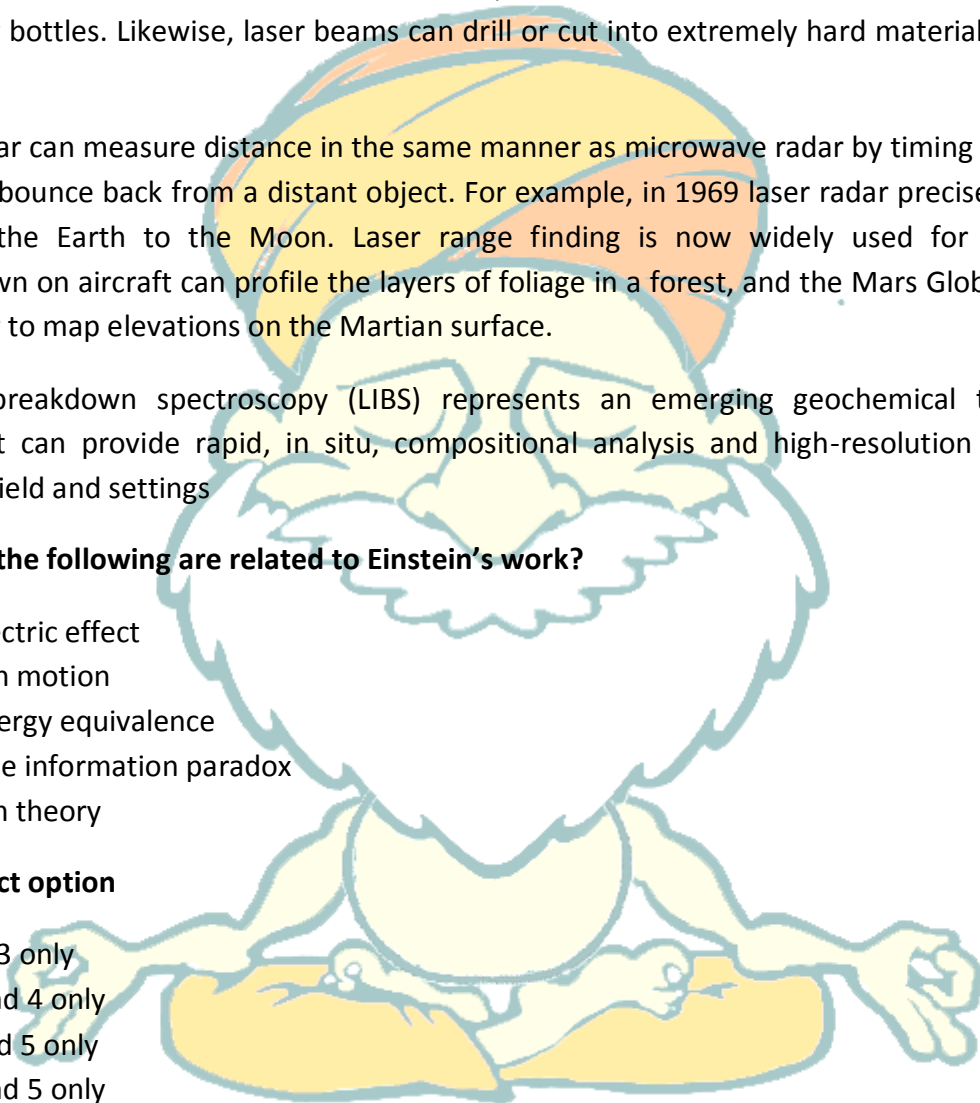 bottles. Likewise, laser beams can drill or cut into extremely hard material
ar can measure distance in the same manner as microwave radar by timing
bounce back from a distant object. For example, in 1969 laser radar precise
the Earth to the Moon. Laser range finding is now widely used for
wn on aircraft can profile the layers of foliage in a forest, and the Mars Glob
to map elevations on the Martian surface.
breakdown spectroscopy (LIBS) represents an emerging geochemical t
t can provide rapid, in situ, compositional analysis and high-resolution
ield and settings
the following are related to Einstein’s work?
ctric effect
n motion
ergy equivalence
e information paradox
n theory
ct option
3 only
nd 4 only
d 5 only
nd 5 only